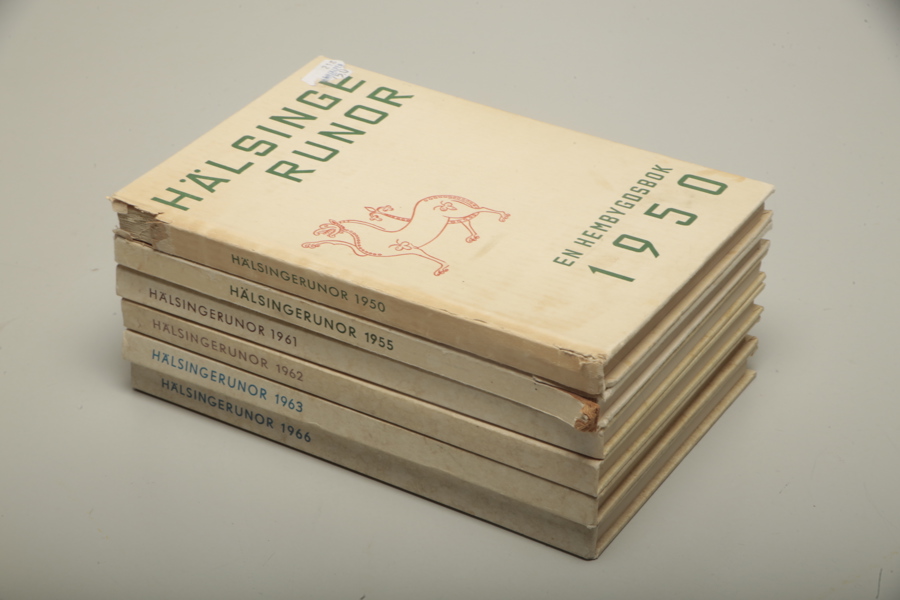 HÄLSINGE
RUNOR
EN HEMBYGDSBOK
1950
HÄLSINGERUNOR 1950
HÄLSINGERUNOR 1955
HÄLSINGERUNOR 1961
HÄLSINGERUNOR 1962
HÄLSINGERUNOR 1963
HÄLSINGERUNOR 1966